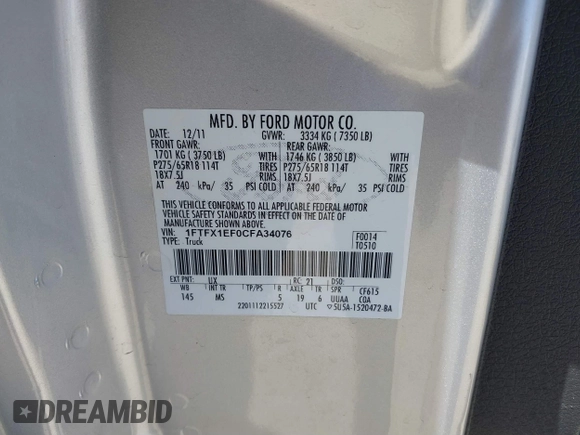 MFD. BY FORD MOTOR CO.
DATE: 12/11 GVWR: 3334 KG ( 7350 LB)
FRONT GAWR: REAR GAWR:
1701 KG ( 3750 LB) WITH 1746 KG ( 3850 LB) WITH
P275/65R18 114T TIRES P275/65R18 114T TIRES
18X7.5J RIMS 18X7.5J RIMS
AT 240 kPa/ 35 PSI COLD AT 240 kPa/ 35 PSI COLD
THIS VEHICLE CONFORMS TO ALL APPLICABLE FEDERAL MOTOR
VEHICLE SAFETY STANDARDS IN EFFECT ON THE DATE OF MANUFACTURE
SHOWN ABOVE.
VIN: 1FTFX1EF0CFA34076
TYPE: Truck
F0014
T0510
EXT PNT: UX RC: 21 DSO:
WB INT TR TP/PS R AXLE TR SPR CF615
145 MS 5 19 6 UUAA COA
2201112215527 UTC 5U5A-1520472-BA
DREAMBID